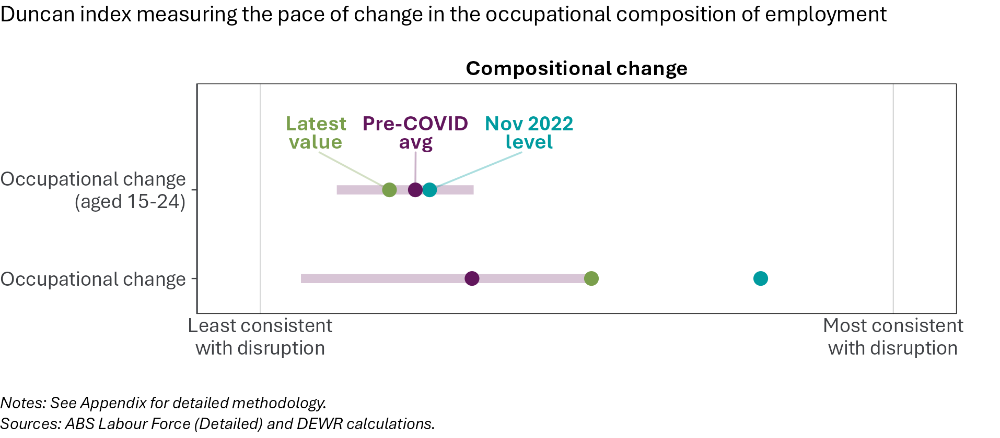 Duncan index measuring the pace of change in the occupational composition of employment
Compositional change
Latest
value
Pre-COVID
avg
Nov 2022
level
Occupational change
(aged 15-24)
Occupational change
Least consistent
with disruption
Most consistent
with disruption
Notes: See Appendix for detailed methodology.
Sources: ABS Labour Force (Detailed) and DEWR calculations.